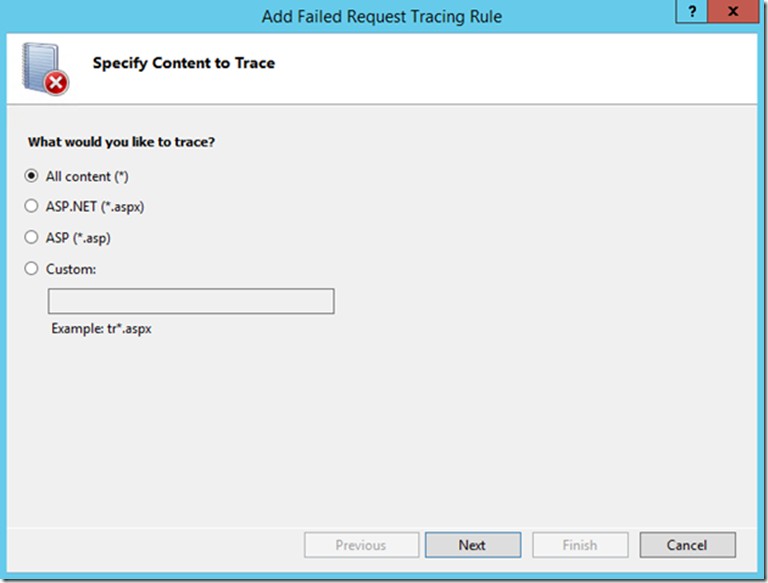 Add Failed Request Tracing Rule
?
x
Specify Content to Trace
What would you like to trace?
All content (*)
ASP.NET (*.aspx)
ASP (*.asp)
Custom:
Example: tr*.aspx
Previous
Next
Finish
Cancel